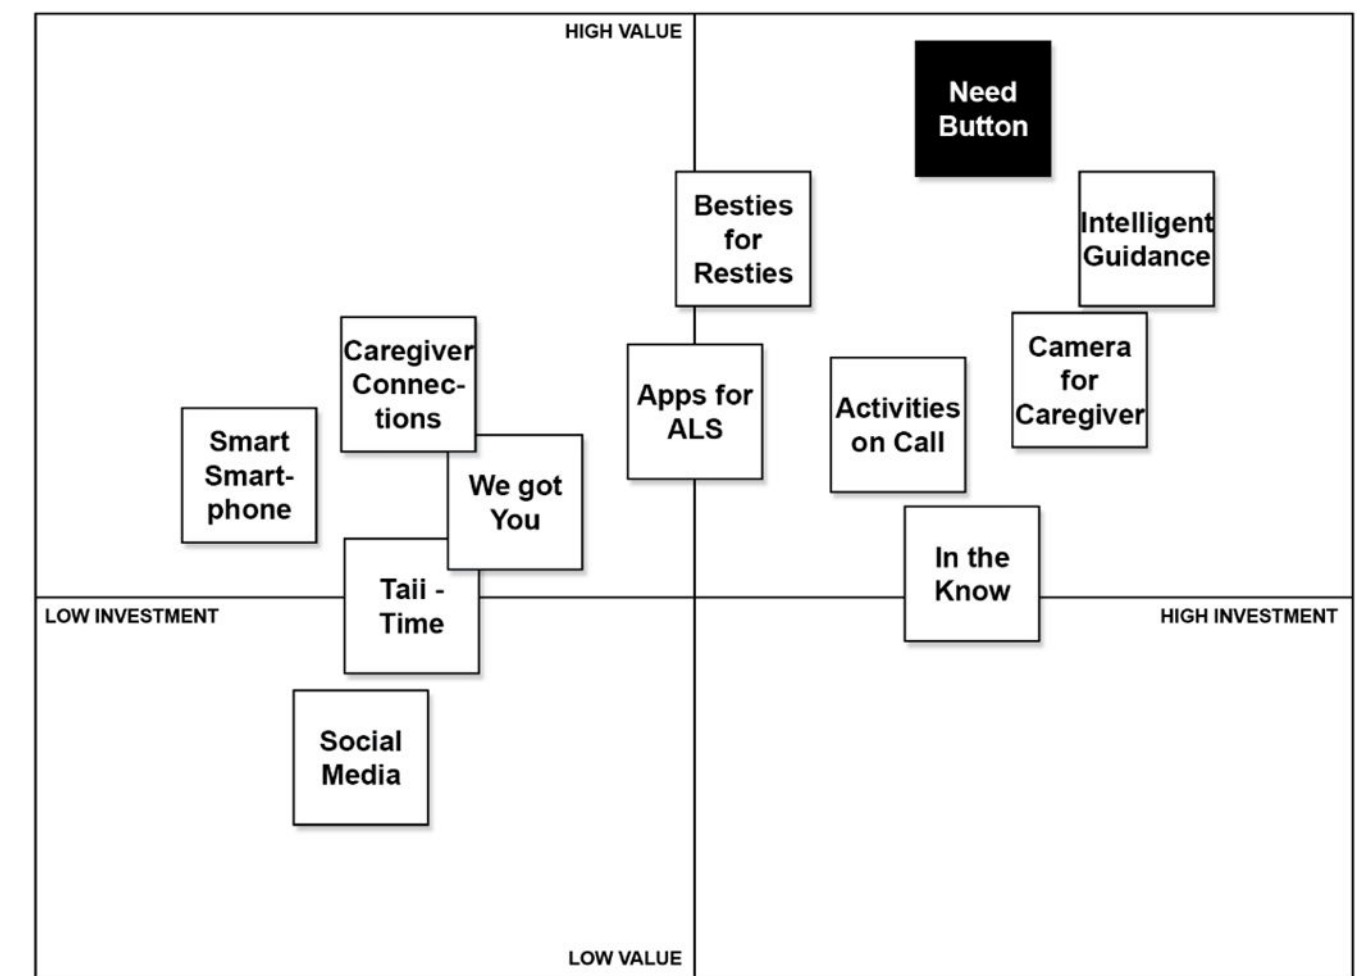 HIGH VALUE
Need
Button
Besties
for
Resties
Intelligent
Guidance
Caregiver
Connec-
tions
Apps for
ALS
Activities
on Call
Camera
for
Caregiver
Smart
Smart-
phone
We got
You
In the
Know
Taii -
Time
LOW INVESTMENT
HIGH INVESTMENT
Social
Media
LOW VALUE